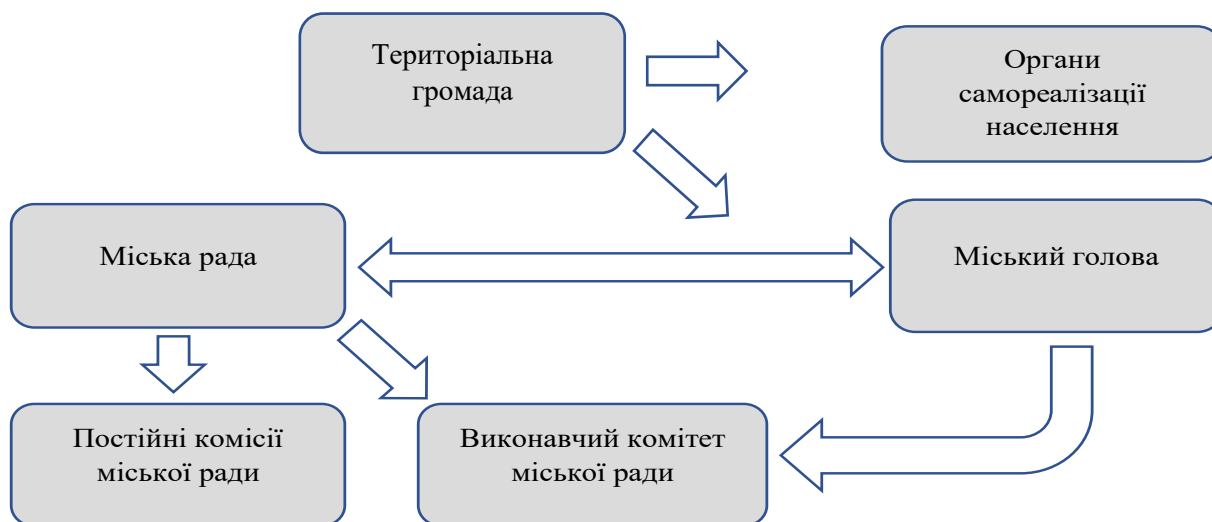 Територіальна
громада
Органи
самореалізації
населення
Міська рада
Міський голова
Постійні комісії
міської ради
Виконавчий комітет
міської ради